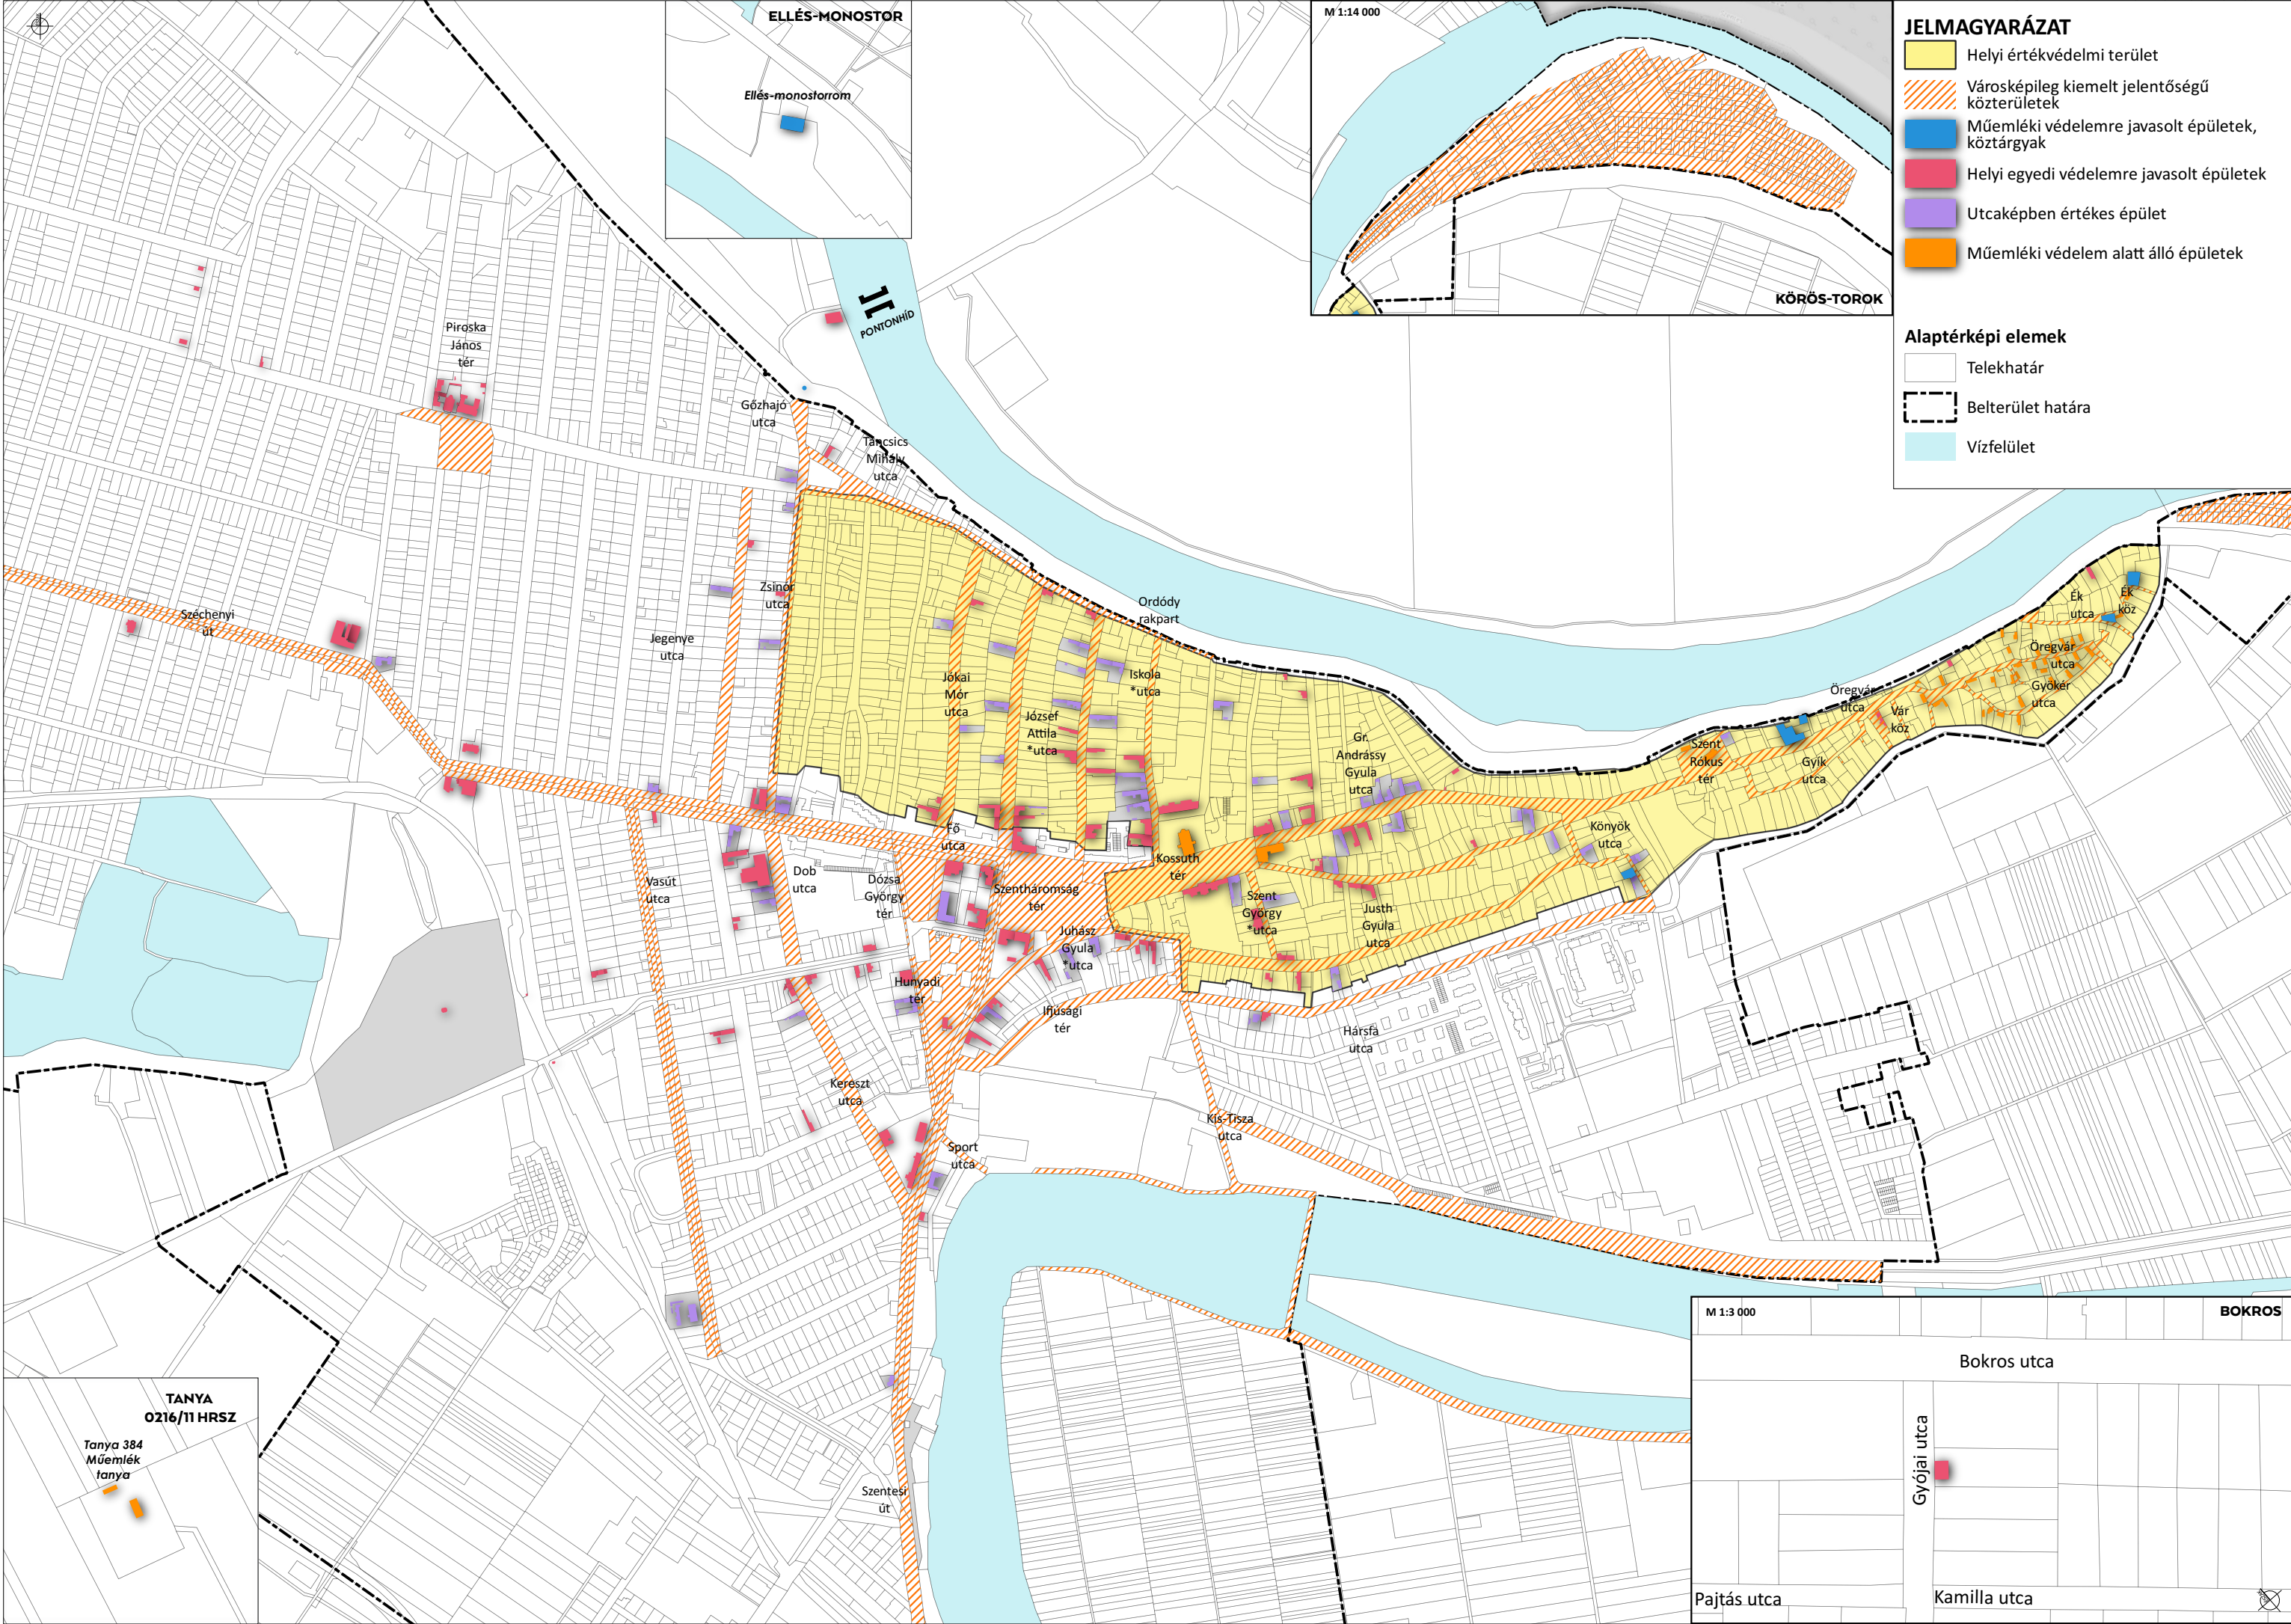 ELLÉS-MONOSTOR
Ellés-monostorrom
M 1:14 000
KÖRÖS-TOROK
JELMAGYARÁZAT
Helyi értékvédelmi terület
Városképileg kiemelt jelentőségű
közterületek
Műemléki védelemre javasolt épületek,
köztárgyak
Helyi egyedi védelemre javasolt épületek
Utcaképben értékes épület
Műemléki védelem alatt álló épületek
Alaptérképi elemek
Telekhatár
Belterület határa
Vízfelület
PONTONHÍD
Piroska
János
tér
Gőzhajó
utca
Táncsics
Mihály
utca
Zsinór
utca
Széchenyi
út
Jegenye
utca
Ordódy
rakpart
Iskola
*utca
Jókai
Mór
utca
József
Attila
*utca
Gr.
Andrássy
Gyula
utca
Szent
Rókus
tér
Öregvár
utca
Vár
köz
Gyík
utca
Ék
utca
Ék
köz
Öregvár
utca
Gyökér
utca
Könyök
utca
Fő
utca
Kossuth
tér
Vasút
utca
Dob
utca
Dózsa
György
tér
Szentháromság
tér
Szent
György
*utca
Justh
Gyula
utca
Juhász
Gyula
*utca
Hunyadi
tér
Ifjúsági
tér
Hársfa
utca
Kereszt
utca
Kis-Tisza
utca
Sport
utca
Szentesi
út
TANYA
0216/11 HRSZ
Tanya 384
Műemlék
tanya
M 1:3 000
BOKROS
Bokros utca
Gyójai utca
Pajtás utca
Kamilla utca